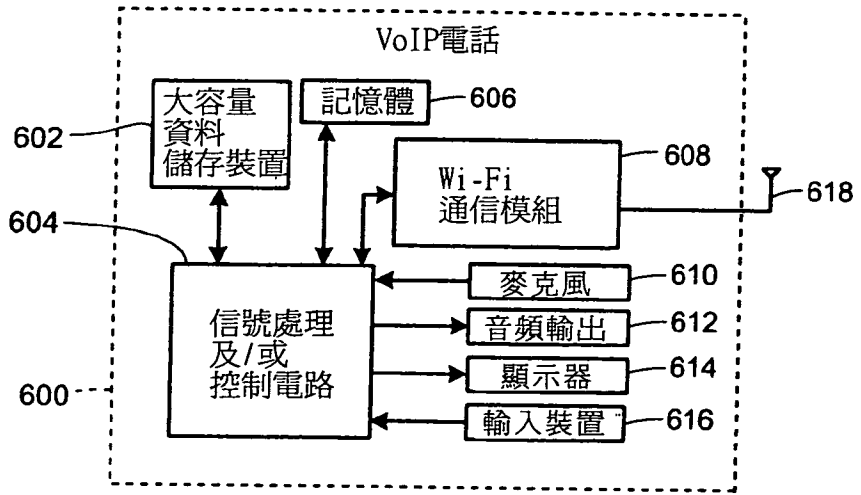 VoIP電話
大容量
資料
儲存裝置
602
記憶體
606
Wi-Fi
通信模組
608
618
604
信號處理
及/或
控制電路
600
麥克風
610
音頻輸出
612
顯示器
614
輸入裝置
616